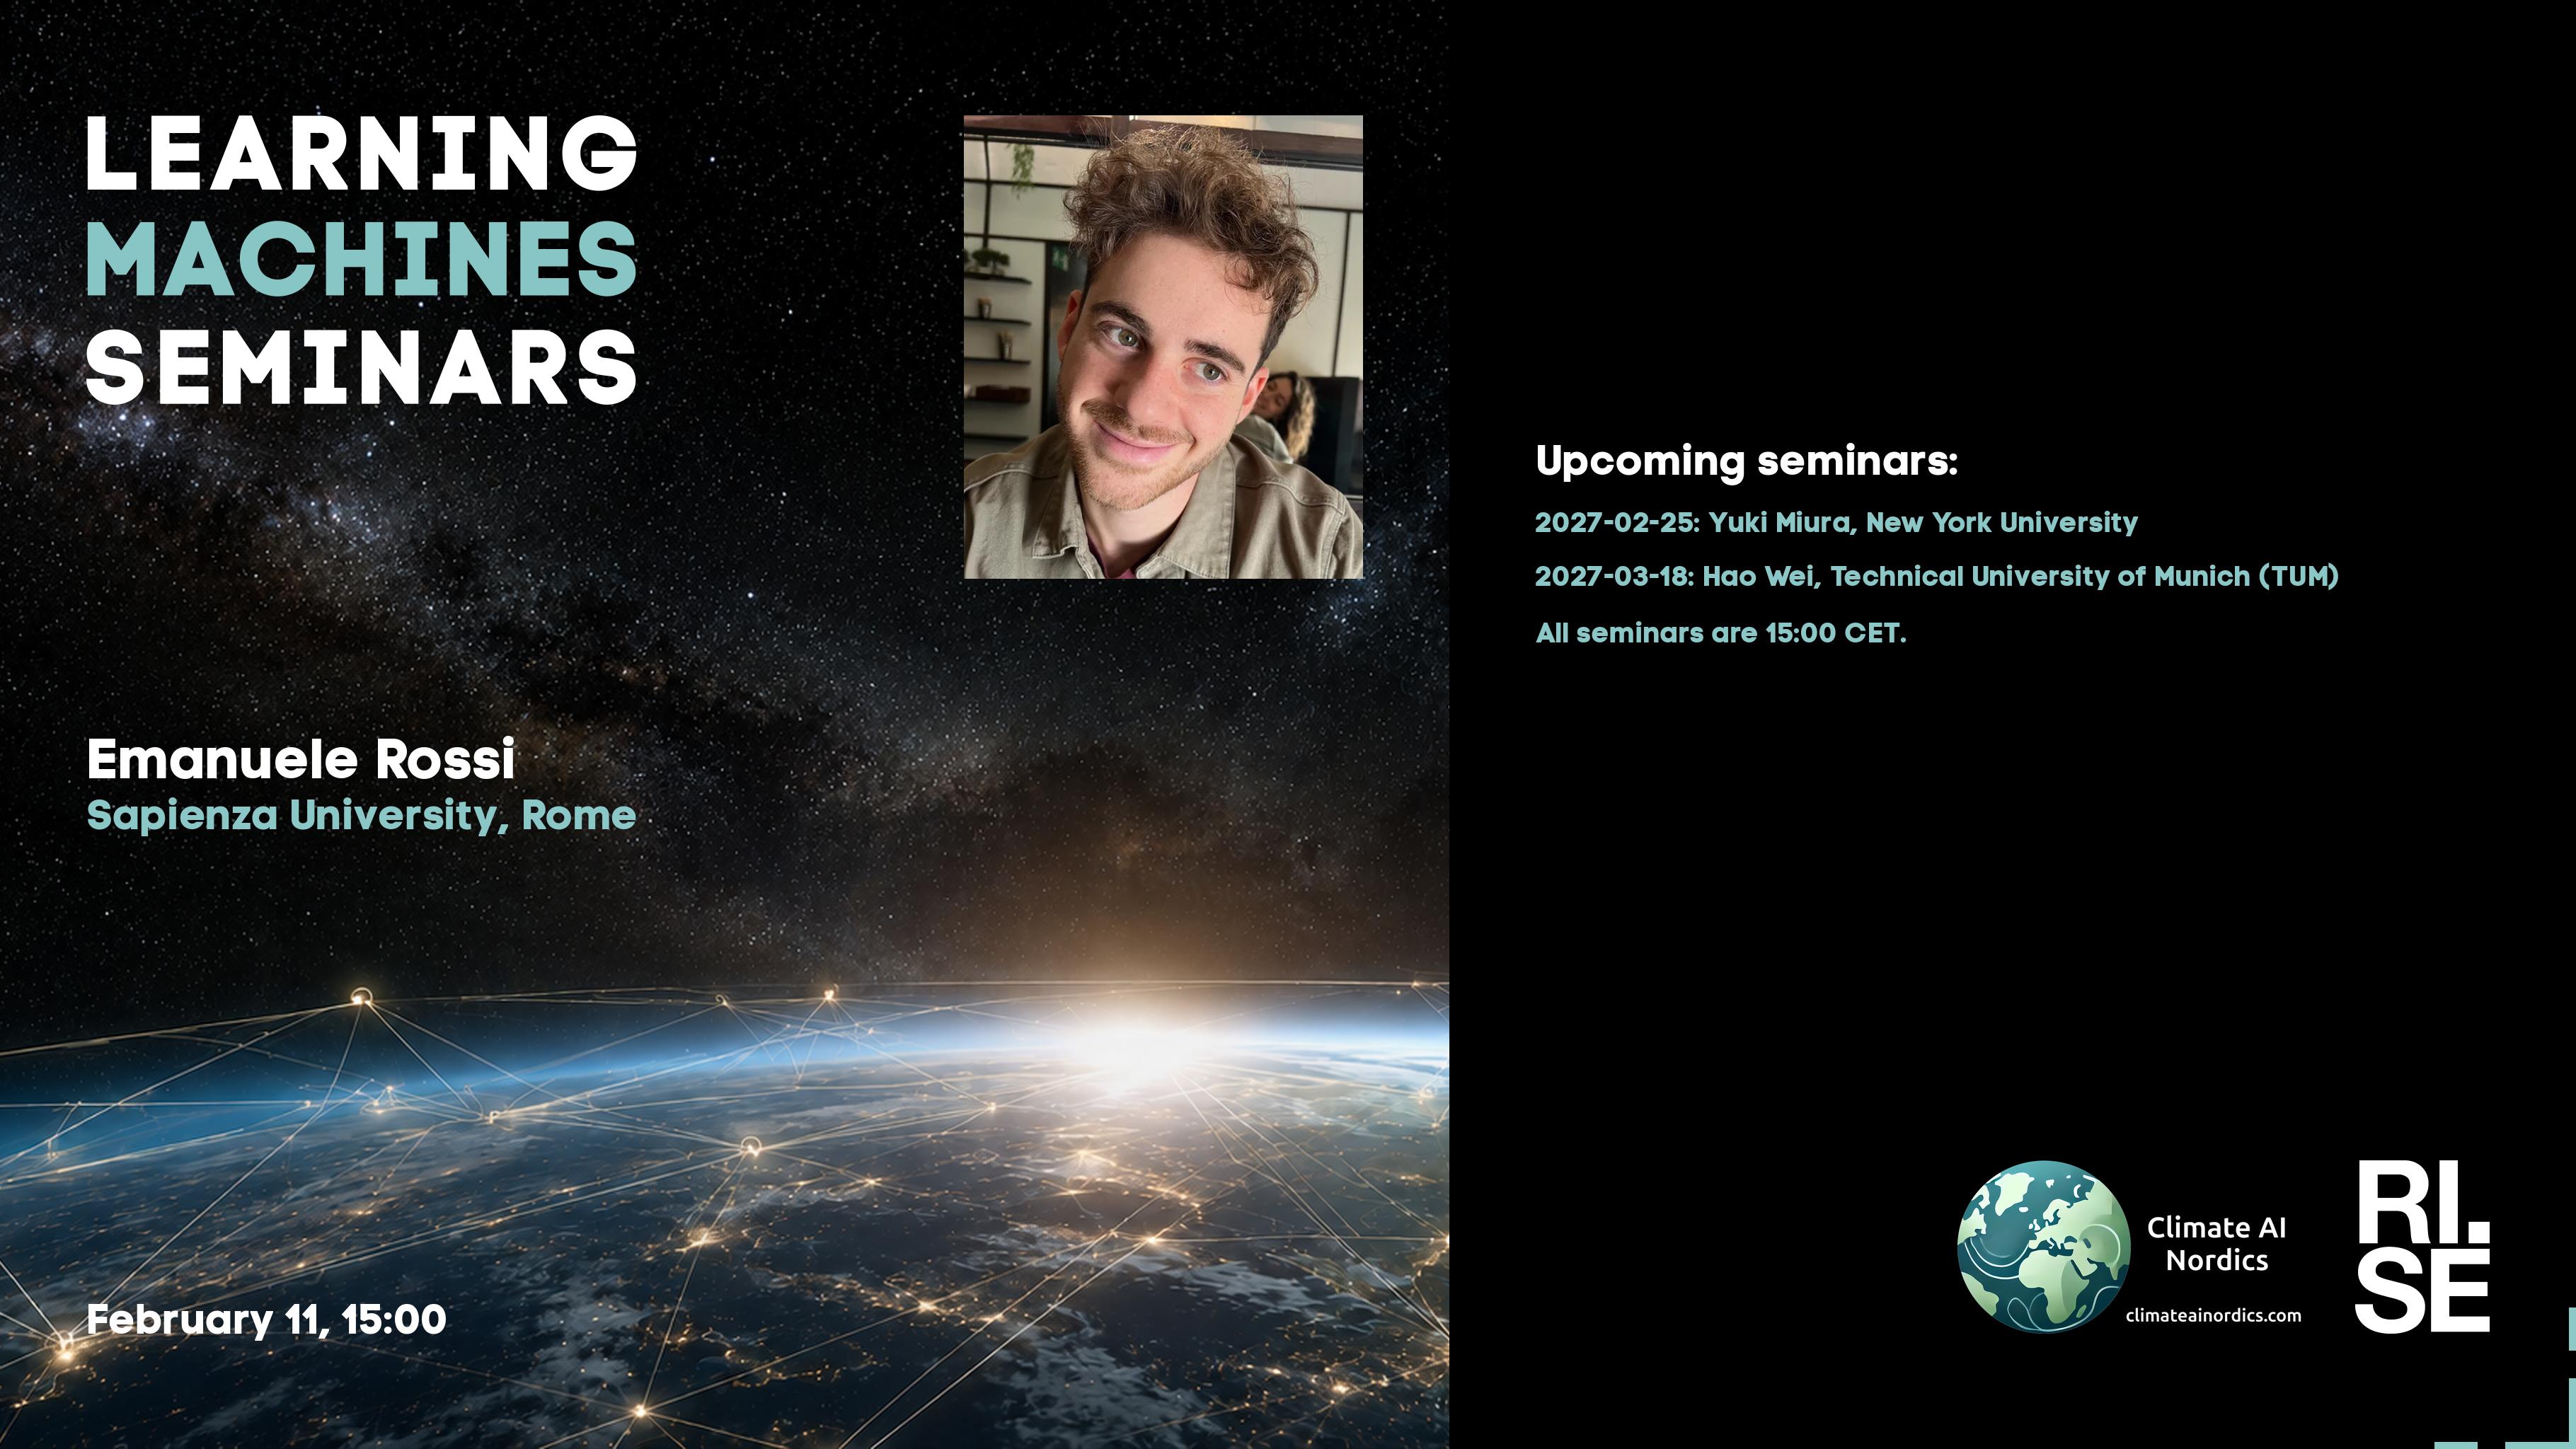 LEARNING
MACHINES
SEMINARS
Emanuele Rossi
Sapienza University, Rome
February 11, 15:00
Upcoming seminars:
2027-02-25: Yuki Miura, New York University
2027-03-18: Hao Wei, Technical University of Munich (TUM)
All seminars are 15:00 CET.
Climate AI
Nordics
climateainordics.com
RI.
SE